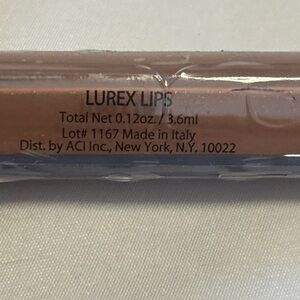 LUREX LIPS
Total Net 0.12oz. / 3.6ml
Lot# 1167 Made in Italy
Dist. by ACI Inc., New York, N.Y. 10022